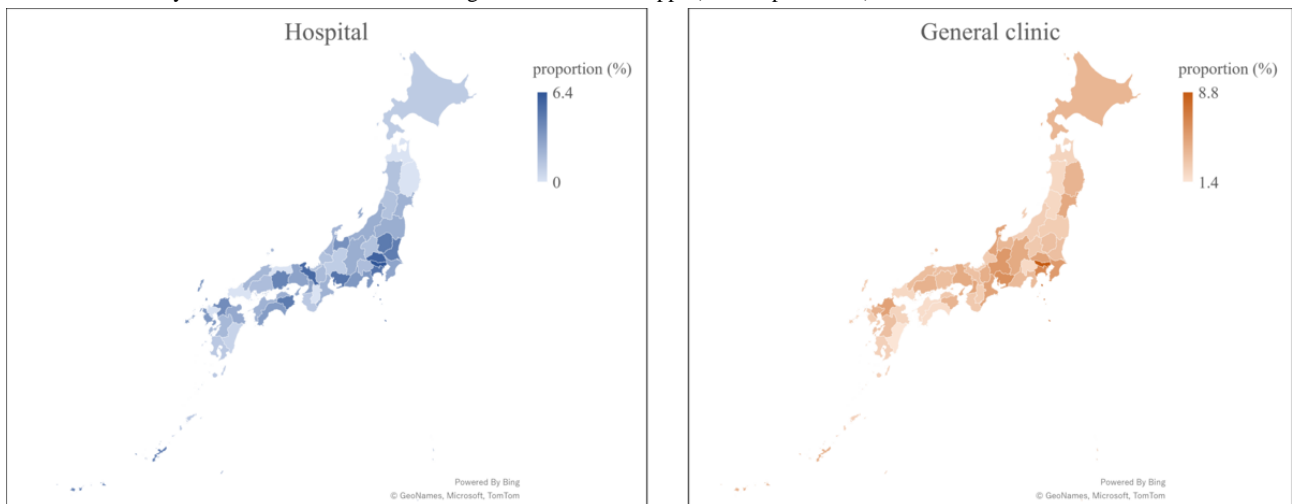 Hospital
proportion (%)
6.4
0
Powered By Bing
© GeoNames, Microsoft, TomTom
General clinic
proportion (%)
8.8
1.4
Powered By Bing
© GeoNames, Microsoft, TomTom